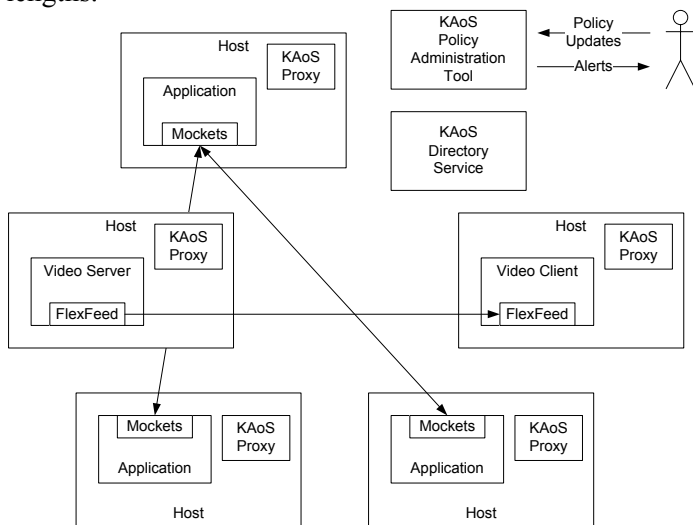 lengths.
Host
KAoS
Proxy
Application
Mockets
KAoS
Policy
Administration
Tool
Policy
Updates
Alerts
KAoS
Directory
Service
Host
KAoS
Proxy
Video Server
FlexFeed
Host
KAoS
Proxy
Video Client
FlexFeed
Mockets
Application
KAoS
Proxy
Host
Mockets
Application
KAoS
Proxy
Host